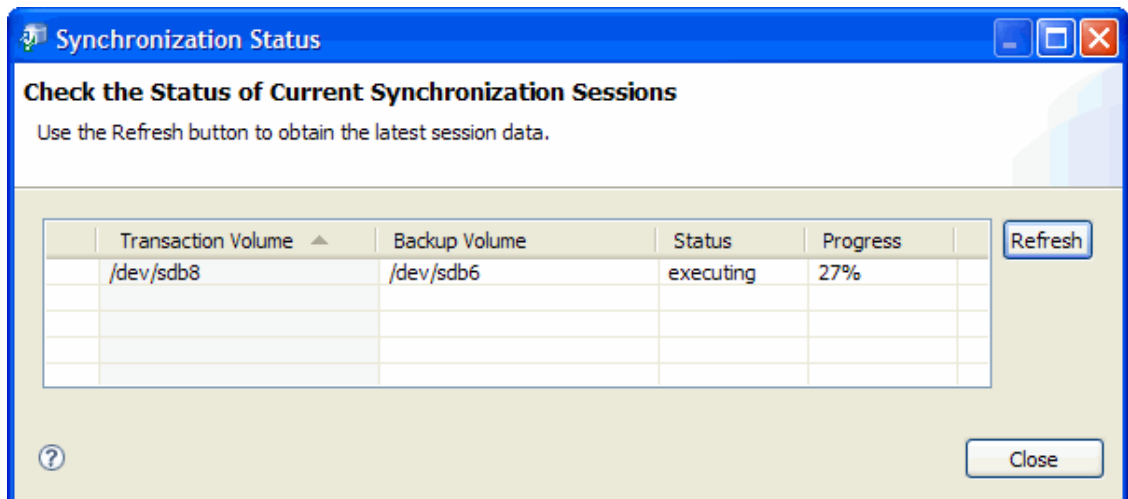 Synchronization Status
Check the Status of Current Synchronization Sessions
Use the Refresh button to obtain the latest session data.
Transaction Volume Backup Volume Status Progress Refresh
/dev/sdb8 /dev/sdb6 executing 27%
? Close